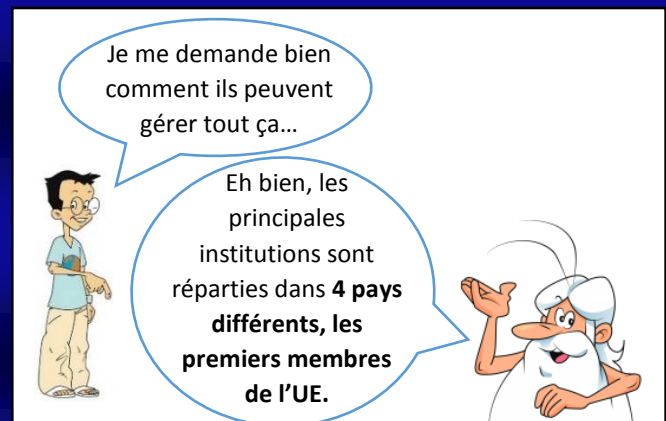 Je me demande bien
comment ils peuvent
gérer tout ça…
Eh bien, les
principales
institutions sont
réparties dans 4 pays
différents, les
premiers membres
de l’UE.